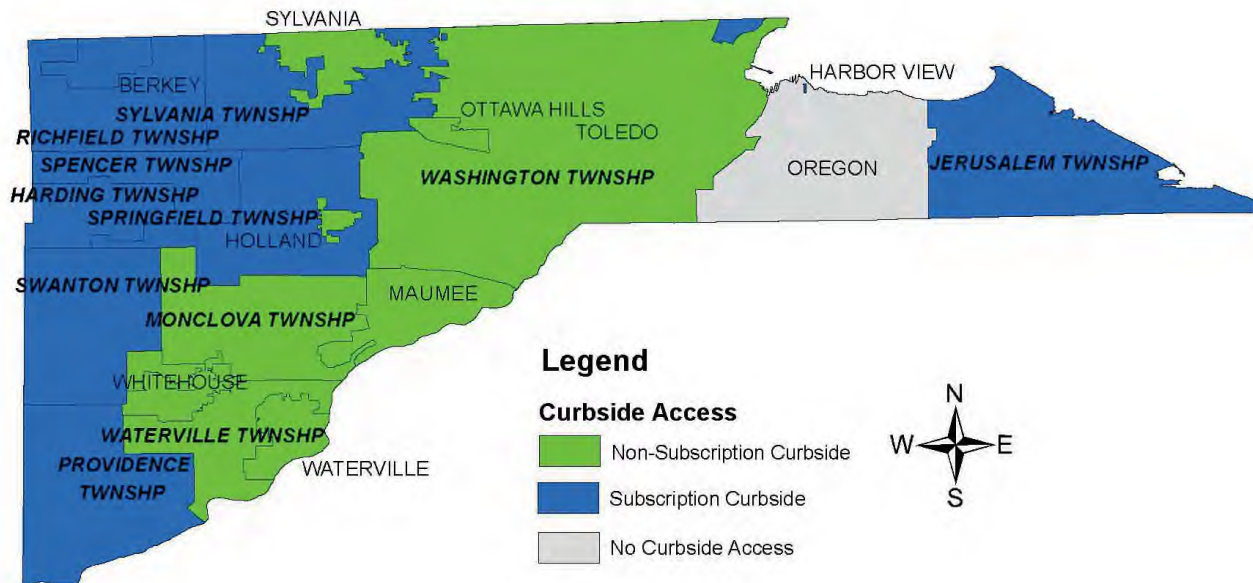 SYLVANIA
HARBOR VIEW
BERKEY
SYLVANIA TWNSHP
OTTAWA HILLS
TOLEDO
RICHFIELD TWNSHP
SPENCER TWNSHP
WASHINGTON TWNSHP
OREGON
JERUSALEM TWNSHP
HARDING TWNSHP
SPRINGFIELD TWNSHP
HOLLAND
SWANTON TWNSHP
MAUMEE
MONCLOVA TWNSHP
WHITEHOUSE
WATERVILLE TWNSHP
PROVIDENCE
TWNSHP
WATERVILLE
Legend
Curbside Access
Non-Subscription Curbside
Subscription Curbside
No Curbside Access
N
W
E
S